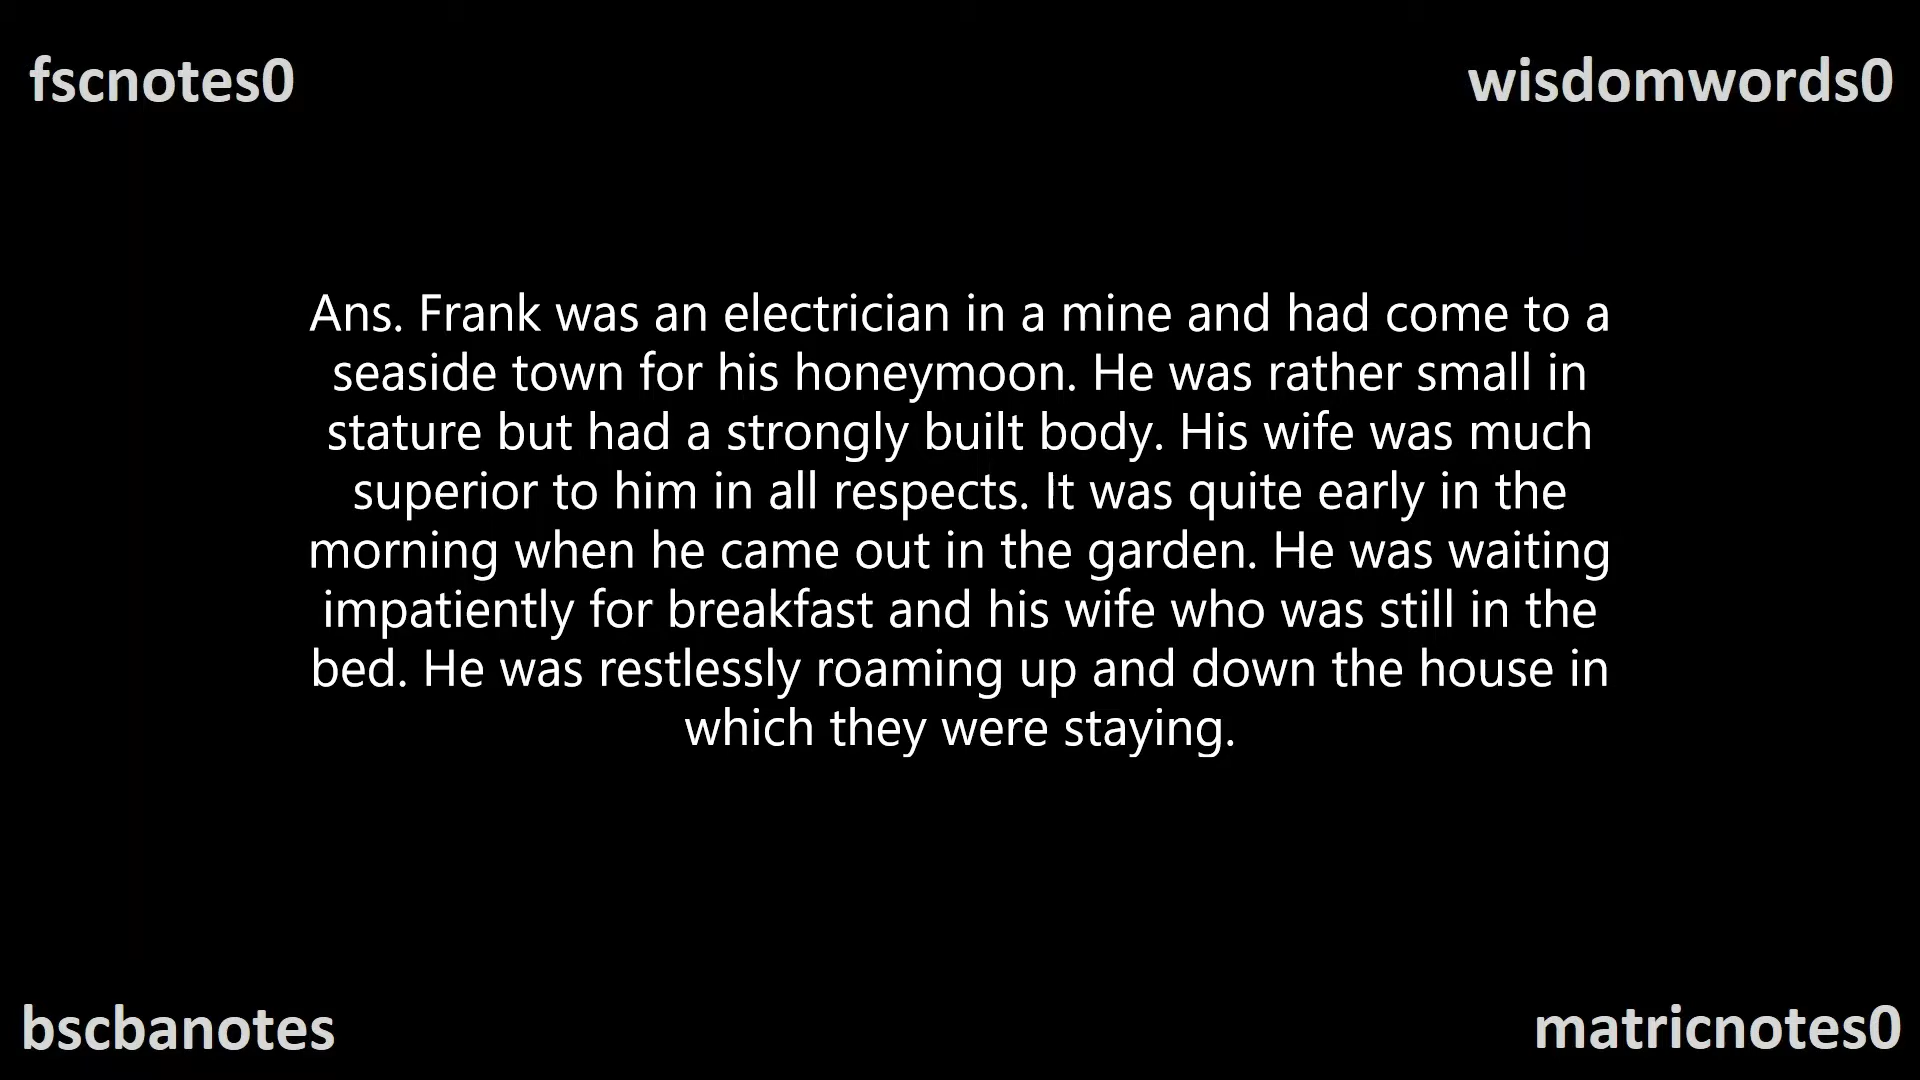 fscnotes0
wisdomwords0
Ans. Frank was an electrician in a mine and had come to a
seaside town for his honeymoon. He was rather small in
stature but had a strongly built body. His wife was much
superior to him in all respects. It was quite early in the
morning when he came out in the garden. He was waiting
impatiently for breakfast and his wife who was still in the
bed. He was restlessly roaming up and down the house in
which they were staying.
bscbanotes
matricnotes0